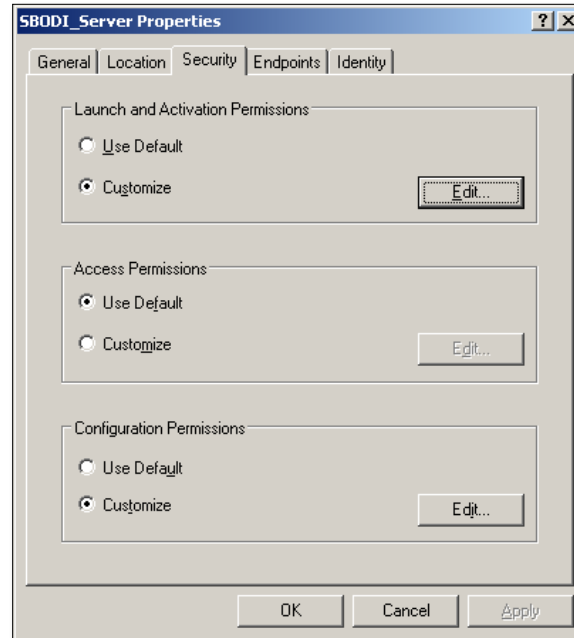 SBODI_Server Properties
General Location Security Endpoints Identity
Launch and Activation Permissions
Use Default
Customize
Edit...
Access Permissions
Use Default
Customize
Edit...
Configuration Permissions
Use Default
Customize
Edit...
OK Cancel Apply